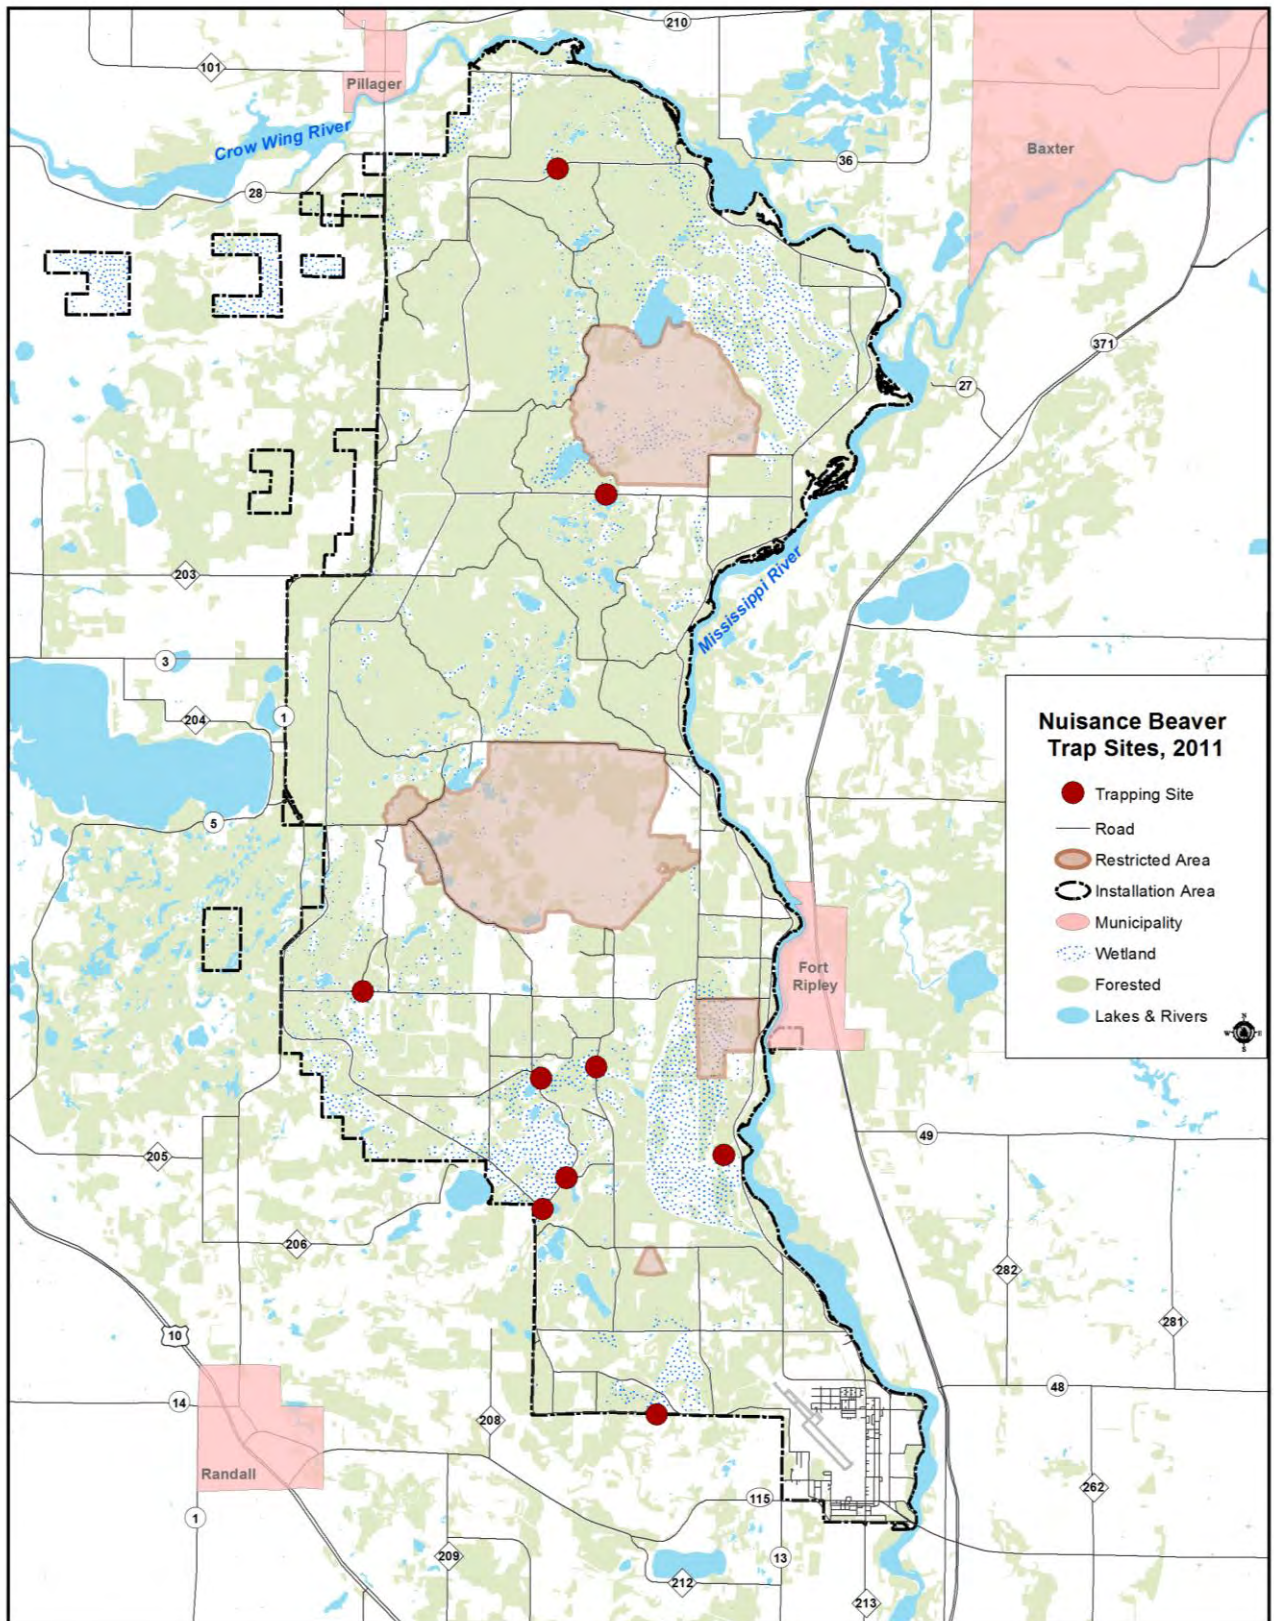 210
101
Pillager
Crow Wing River
36
Baxter
28
371
27
203
Mississippi River
3
204
1
Nuisance Beaver
Trap Sites, 2011
Trapping Site
Road
Restricted Area
Installation Area
Municipality
Wetland
Forested
Lakes & Rivers
N
W
E
S
5
Fort
Ripley
49
205
206
282
281
10
48
14
208
Randall
262
115
1
209
13
212
213